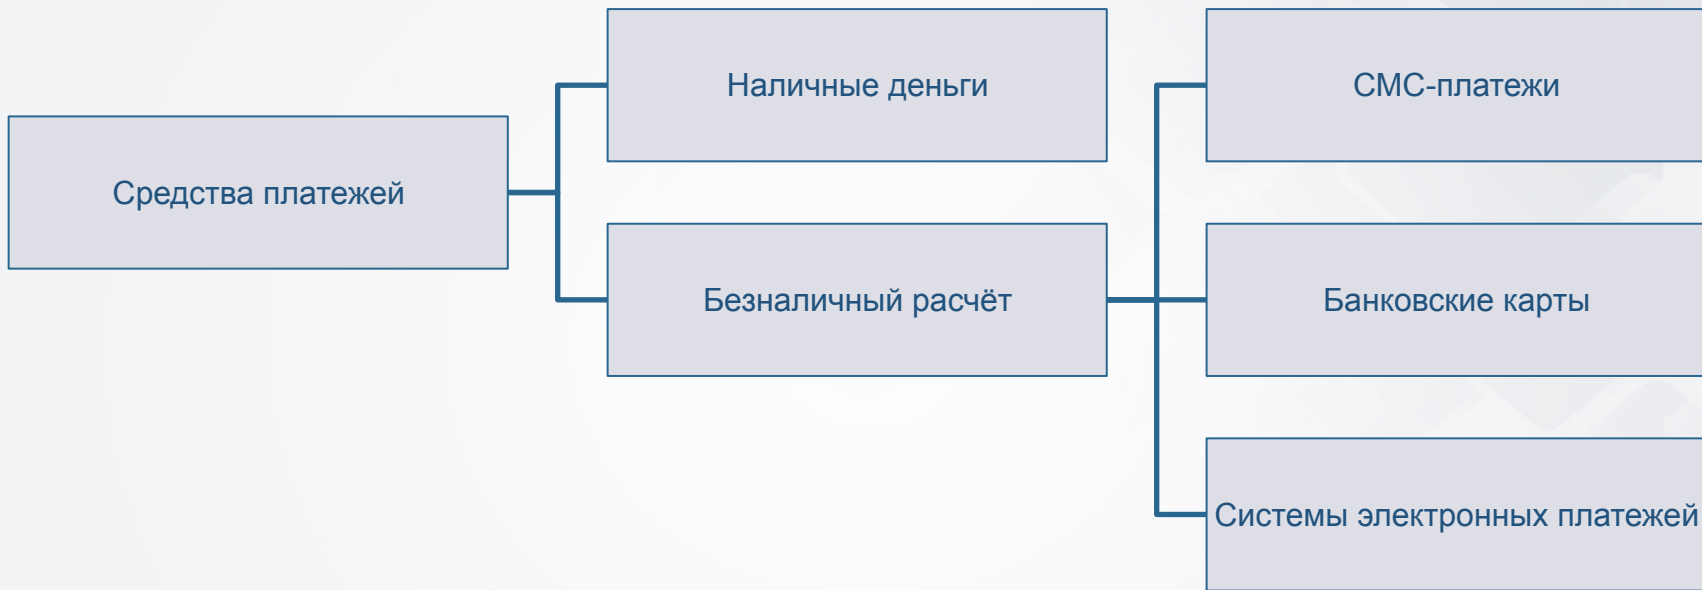 Средства платежей
Наличные деньги
Безналичный расчёт
СМС-платежи
Банковские карты
Системы электронных платежей